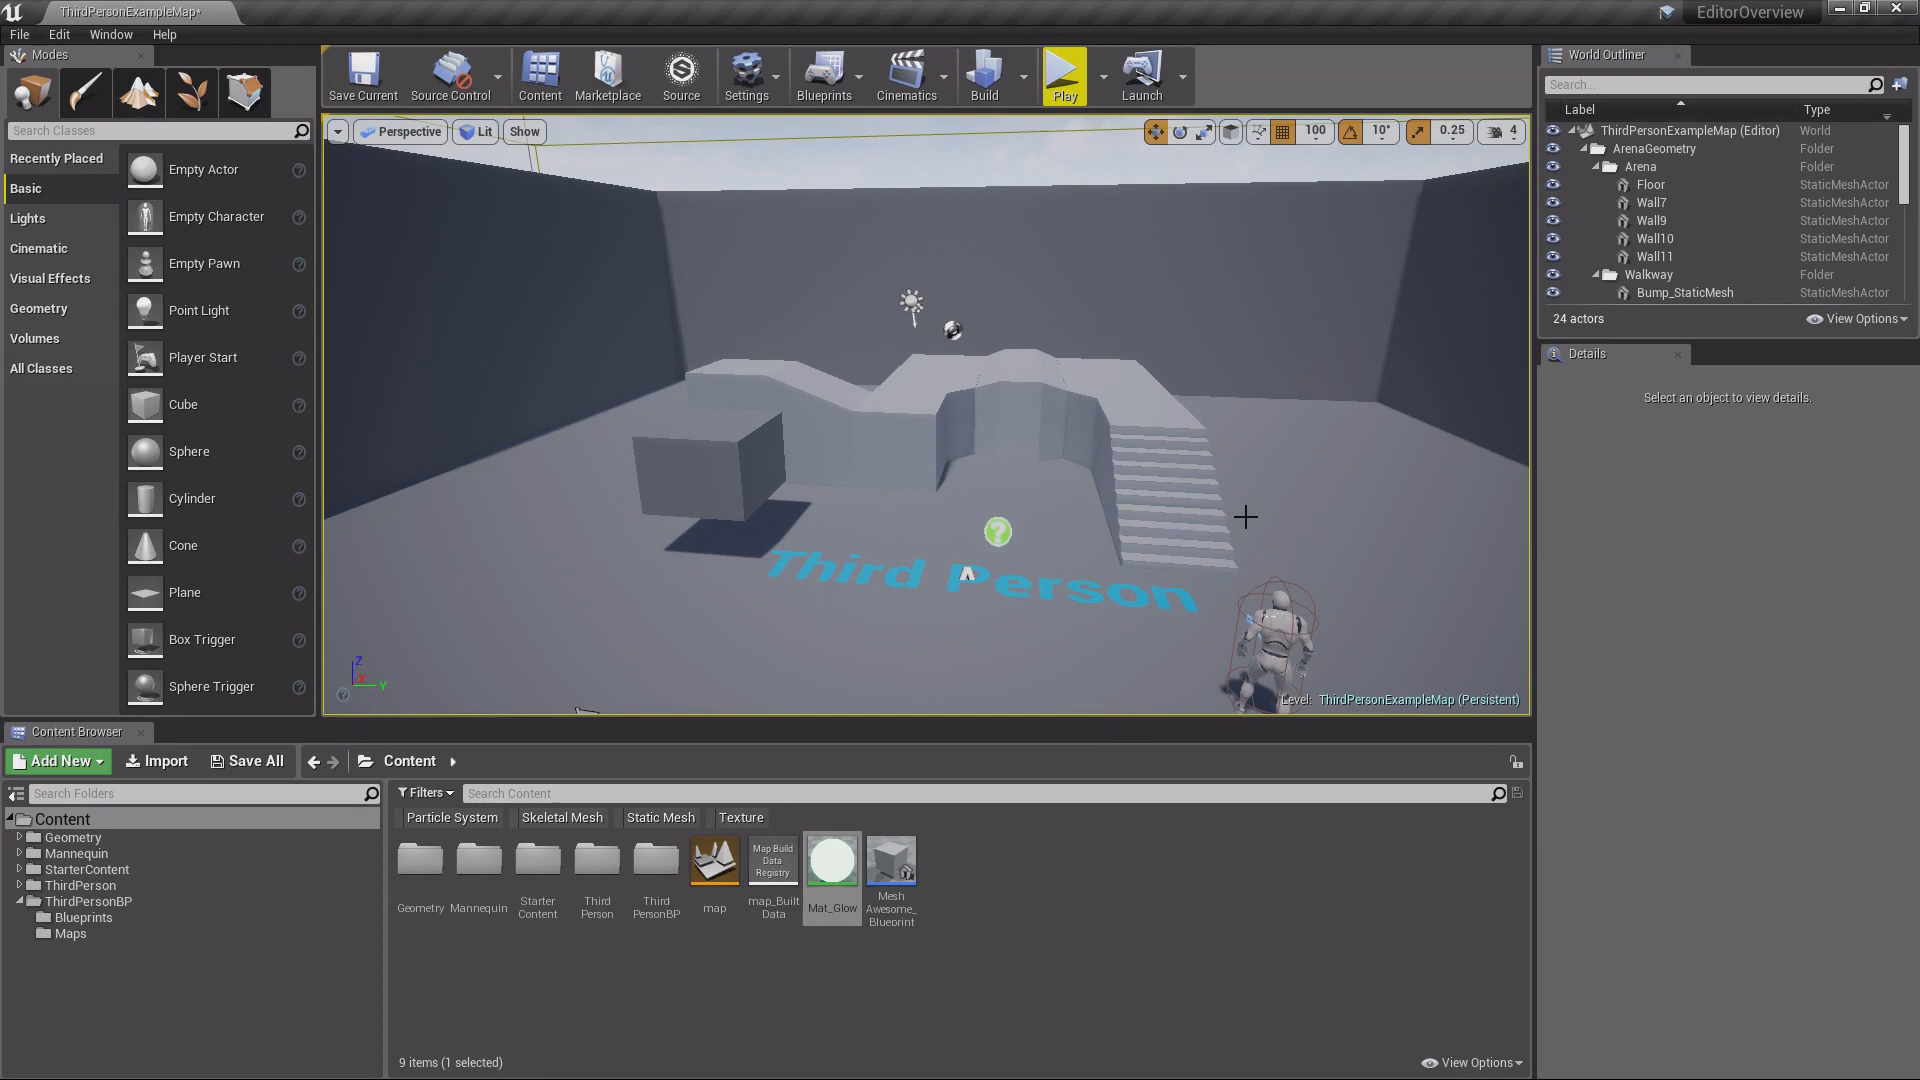 ThirdPersonExampleMap*
EditorOverview
File Edit Window Help
Modes
Search Classes
Recently Placed
Basic
Lights
Cinematic
Visual Effects
Geometry
Volumes
All Classes
Empty Actor
Empty Character
Empty Pawn
Point Light
Player Start
Cube
Sphere
Cylinder
Cone
Plane
Box Trigger
Sphere Trigger
Save Current Source Control Content Marketplace Source Settings Blueprints Cinematics Build Play Launch
Perspective Lit Show
100 10° 0.25 4
Third Person
Z
X
Y
Level: ThirdPersonExampleMap (Persistent)
World Outliner
Search...
Label Type
ThirdPersonExampleMap (Editor) World
ArenaGeometry Folder
Arena Folder
Floor StaticMeshActor
Wall7 StaticMeshActor
Wall9 StaticMeshActor
Wall10 StaticMeshActor
Wall11 StaticMeshActor
Walkway Folder
Bump_StaticMesh StaticMeshActor
24 actors View Options
Details
Select an object to view details.
Content Browser
Add New Import Save All Content
Search Folders
Content
Geometry
Mannequin
StarterContent
ThirdPerson
ThirdPersonBP
Blueprints
Maps
Filters Search Content
Particle System Skeletal Mesh Static Mesh Texture
Geometry
Mannequin
Starter
Content
Third
Person
Third
PersonBP
map
Map Build
Data
Registry
map_Built
Data
Mat_Glow
Mesh
Awesome_
Blueprint
9 items (1 selected) View Options